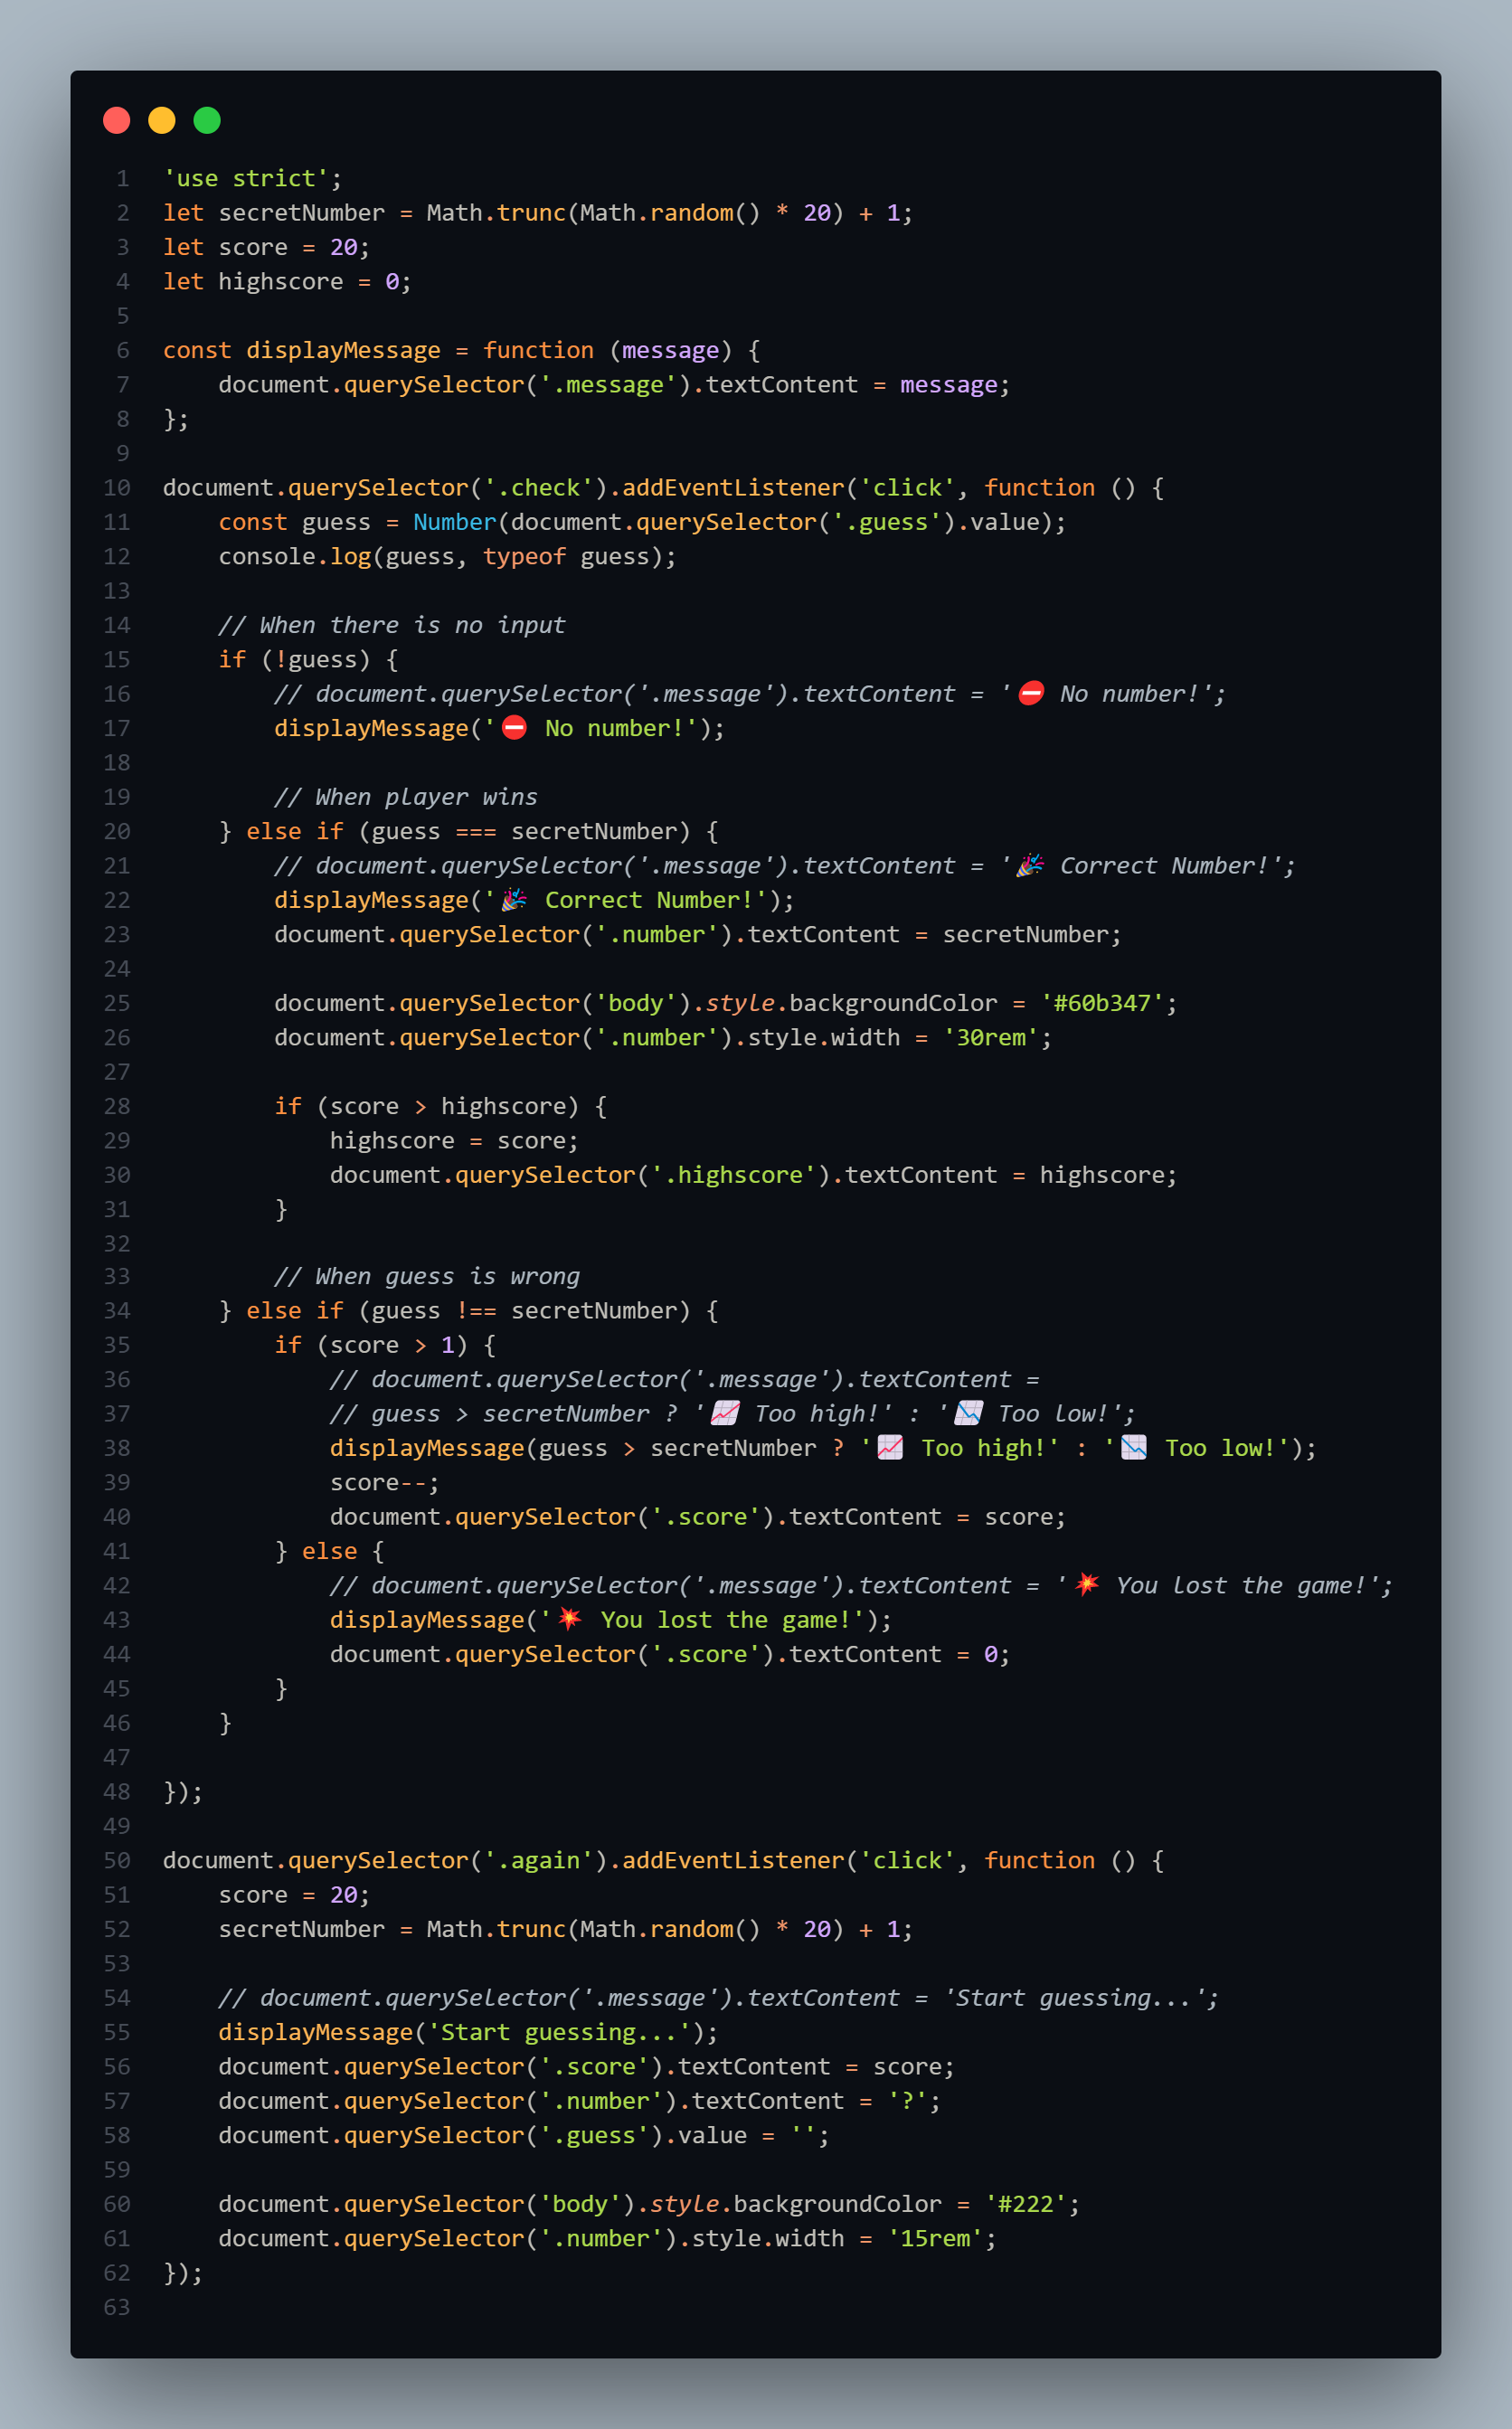 1 'use strict';
2 let secretNumber = Math.trunc(Math.random() * 20) + 1;
3 let score = 20;
4 let highscore = 0;
5
6 const displayMessage = function (message) {
7     document.querySelector('.message').textContent = message;
8 };
9
10 document.querySelector('.check').addEventListener('click', function () {
11     const guess = Number(document.querySelector('.guess').value);
12     console.log(guess, typeof guess);
13
14     // When there is no input
15     if (!guess) {
16         // document.querySelector('.message').textContent = '⛔ No number!';
17         displayMessage('⛔ No number!');
18
19         // When player wins
20     } else if (guess === secretNumber) {
21         // document.querySelector('.message').textContent = '🎉 Correct Number!';
22         displayMessage('🎉 Correct Number!');
23         document.querySelector('.number').textContent = secretNumber;
24
25         document.querySelector('body').style.backgroundColor = '#60b347';
26         document.querySelector('.number').style.width = '30rem';
27
28         if (score > highscore) {
29             highscore = score;
30             document.querySelector('.highscore').textContent = highscore;
31         }
32
33         // When guess is wrong
34     } else if (guess !== secretNumber) {
35         if (score > 1) {
36             // document.querySelector('.message').textContent =
37             // guess > secretNumber ? '📈 Too high!' : '📉 Too low!';
38             displayMessage(guess > secretNumber ? '📈 Too high!' : '📉 Too low!');
39             score--;
40             document.querySelector('.score').textContent = score;
41         } else {
42             // document.querySelector('.message').textContent = '💥 You lost the game!';
43             displayMessage('💥 You lost the game!');
44             document.querySelector('.score').textContent = 0;
45         }
46     }
47
48 });
49
50 document.querySelector('.again').addEventListener('click', function () {
51     score = 20;
52     secretNumber = Math.trunc(Math.random() * 20) + 1;
53
54     // document.querySelector('.message').textContent = 'Start guessing...';
55     displayMessage('Start guessing...');
56     document.querySelector('.score').textContent = score;
57     document.querySelector('.number').textContent = '?';
58     document.querySelector('.guess').value = '';
59
60     document.querySelector('body').style.backgroundColor = '#222';
61     document.querySelector('.number').style.width = '15rem';
62 });
63